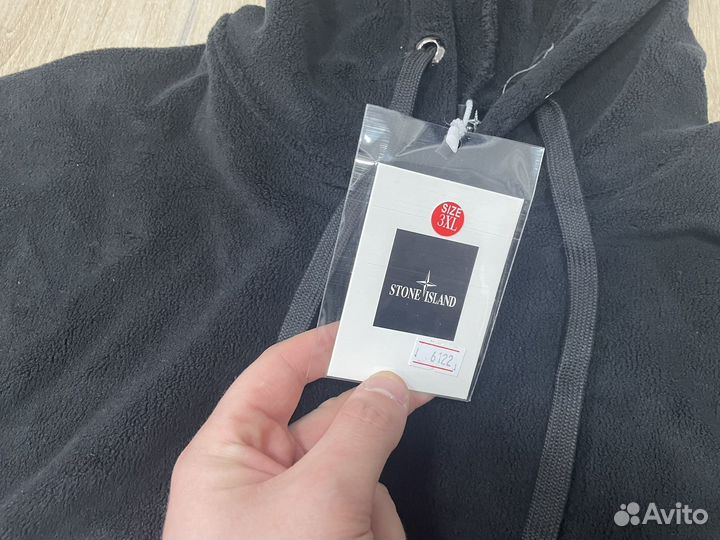 SIZE
3XL
STONE ISLAND
6122
Avito